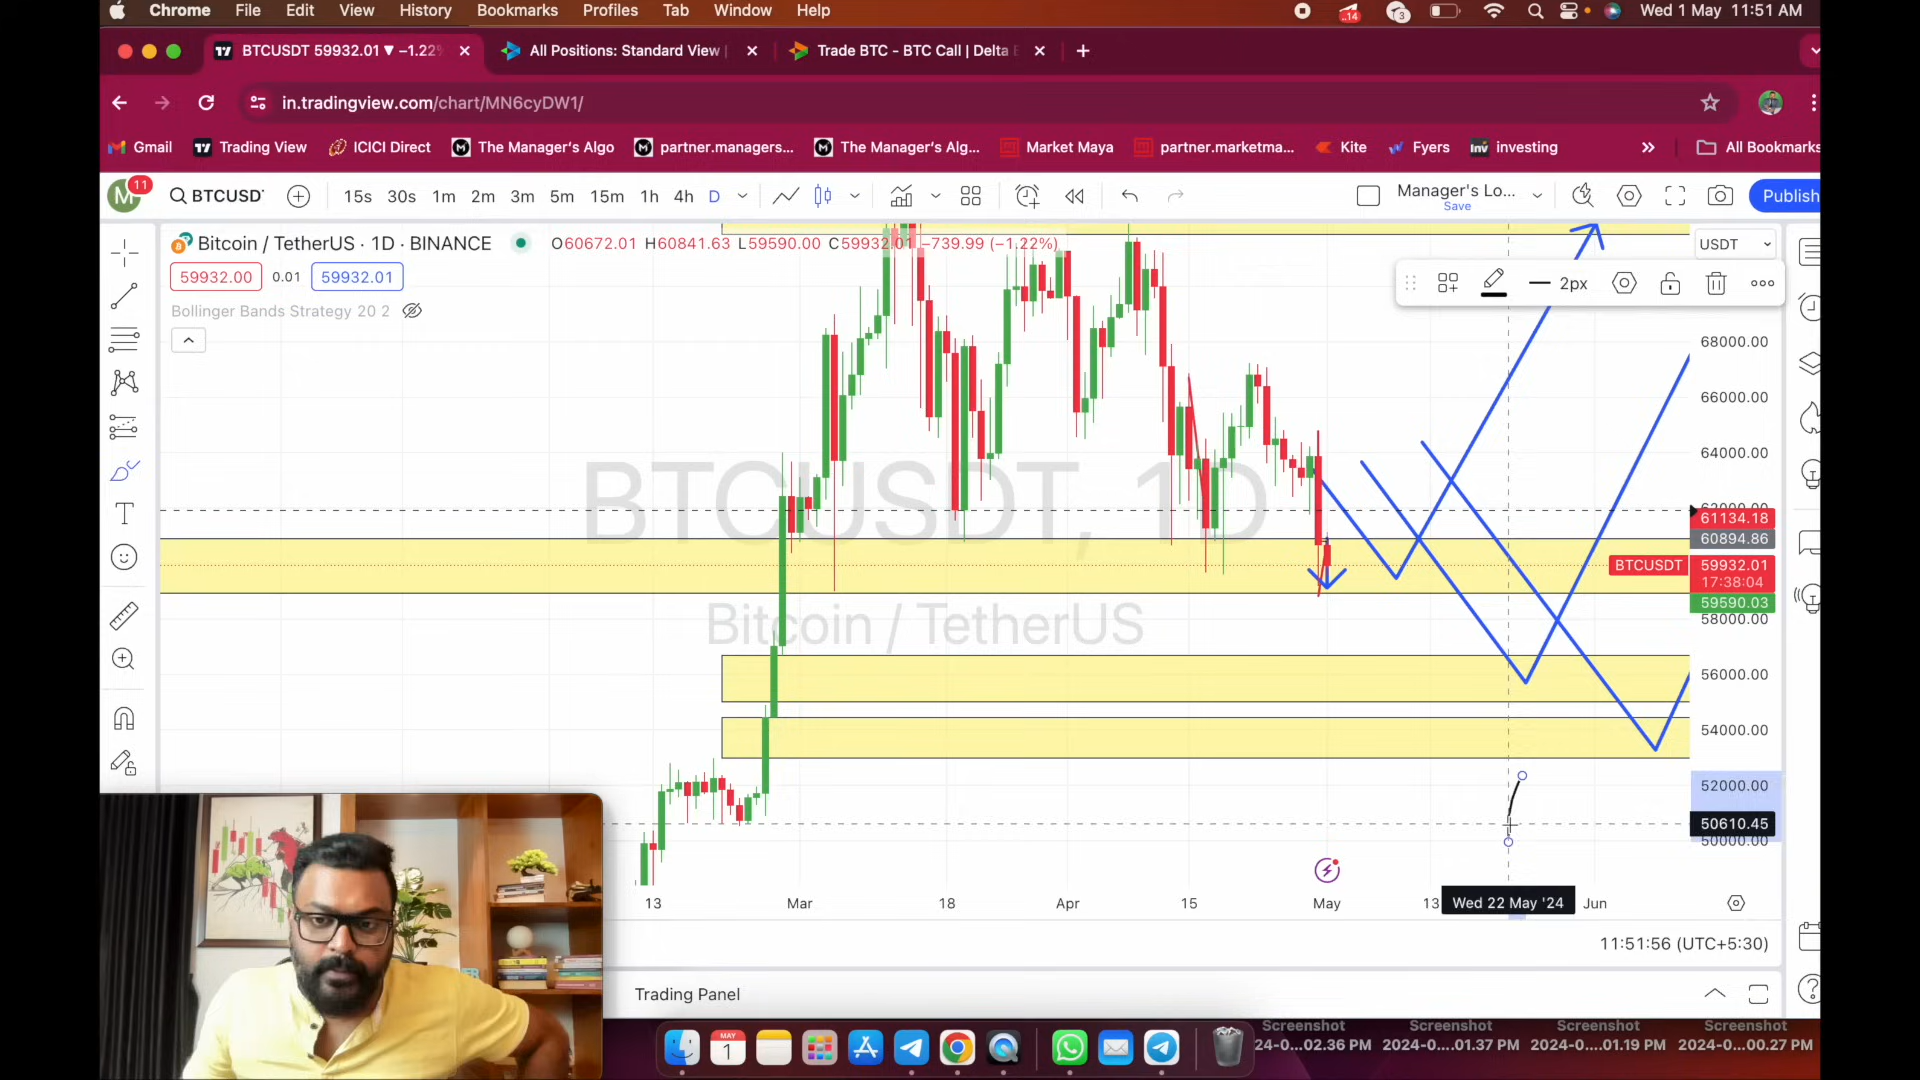 Chrome File Edit View History Bookmarks Profiles Tab Window Help 14 3 Wed 1 May 11:51 AM
BTCUSDT 59932.01 ▼ −1.22% All Positions: Standard View | Trade BTC - BTC Call | Delta
in.tradingview.com/chart/MN6cyDW1/
Gmail Trading View ICICI Direct The Manager's Algo partner.managers... The Manager's Alg... Market Maya partner.marketma... Kite Fyers Inv investing » All Bookmarks
M 11 BTCUSD 15s 30s 1m 2m 3m 5m 15m 1h 4h D Manager's Lo... Save Publish
Bitcoin / TetherUS · 1D · BINANCE O60672.01 H60841.63 L59590.00 C59932.01 −739.99 (−1.22%) USDT
59932.00 0.01 59932.01
2px
Bollinger Bands Strategy 20 2
68000.00
66000.00
64000.00
BTCUSDT, 1D
61134.18
60894.86
BTCUSDT 59932.01
17:38:04
59590.03
58000.00
Bitcoin / TetherUS
56000.00
54000.00
52000.00
50610.45
50000.00
13 Mar 18 Apr 15 May 13 Wed 22 May '24 Jun
11:51:56 (UTC+5:30)
Trading Panel
MAY
1
Screenshot Screenshot Screenshot Screenshot
24-0....02.36 PM 2024-0....01.37 PM 2024-0....01.19 PM 2024-0....00.27 PM